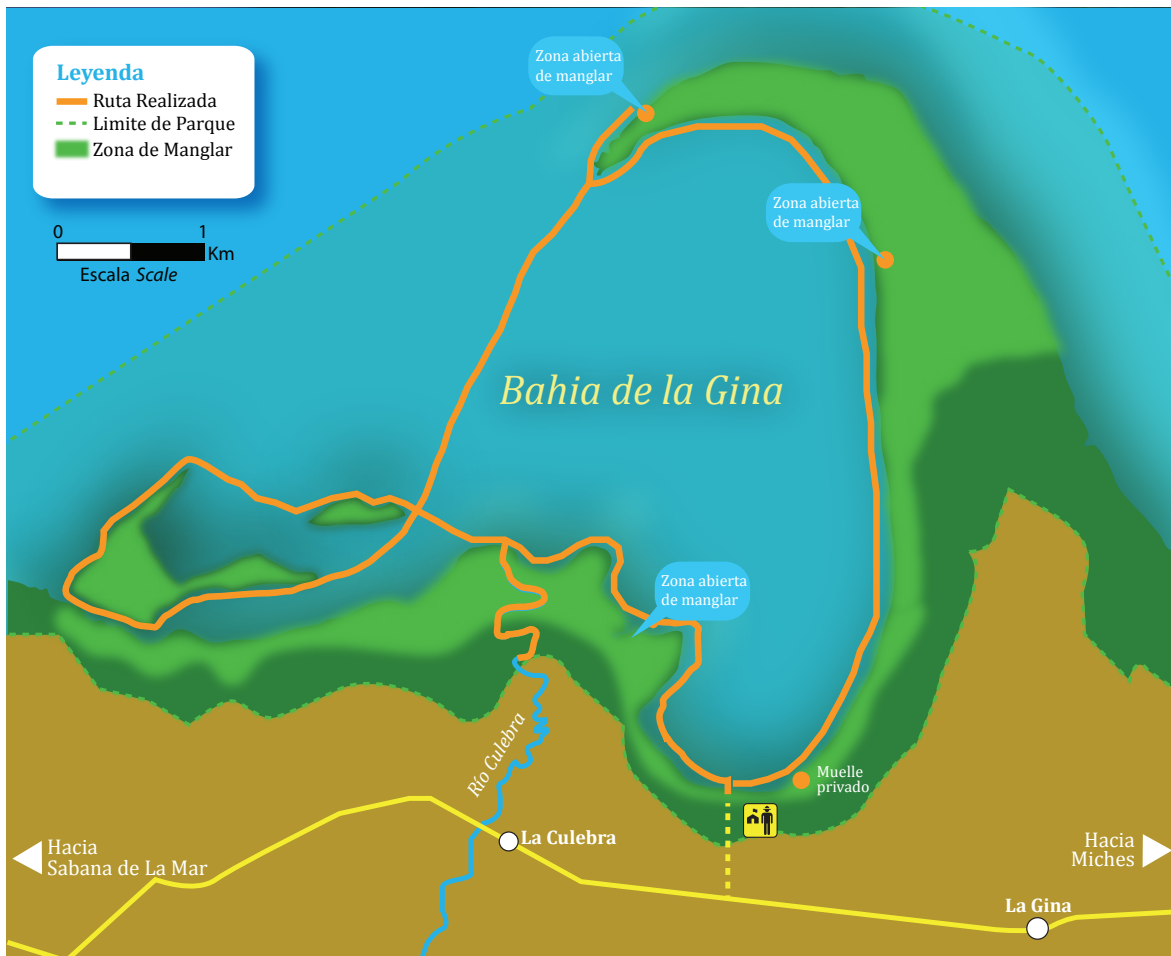 Leyenda
Ruta Realizada
Limite de Parque
Zona de Manglar
0 1
Km
Escala Scale
Zona abierta
de manglar
Zona abierta
de manglar
Bahia de la Gina
Zona abierta
de manglar
Río Culebra
Muelle
privado
La Culebra
Hacia
Sabana de La Mar
Hacia
Miches
La Gina